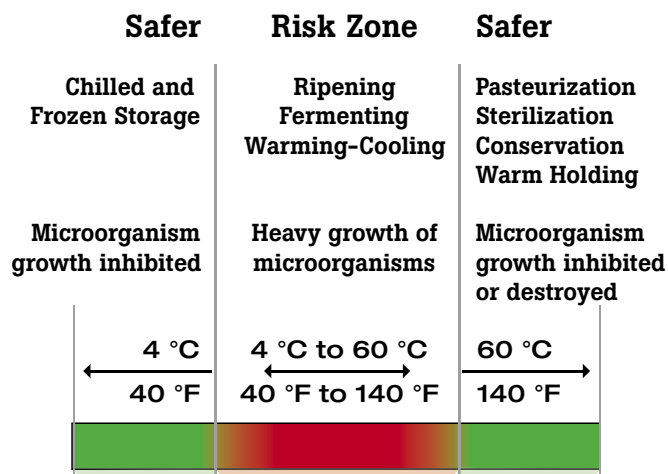 Safer
Risk Zone
Safer
Chilled and
Frozen Storage
Ripening
Fermenting
Warming-Cooling
Pasteurization
Sterilization
Conservation
Warm Holding
Microorganism
growth inhibited
Heavy growth of
microorganisms
Microorganism
growth inhibited
or destroyed
4 °C
40 °F
4 °C to 60 °C
40 °F to 140 °F
60 °C
140 °F